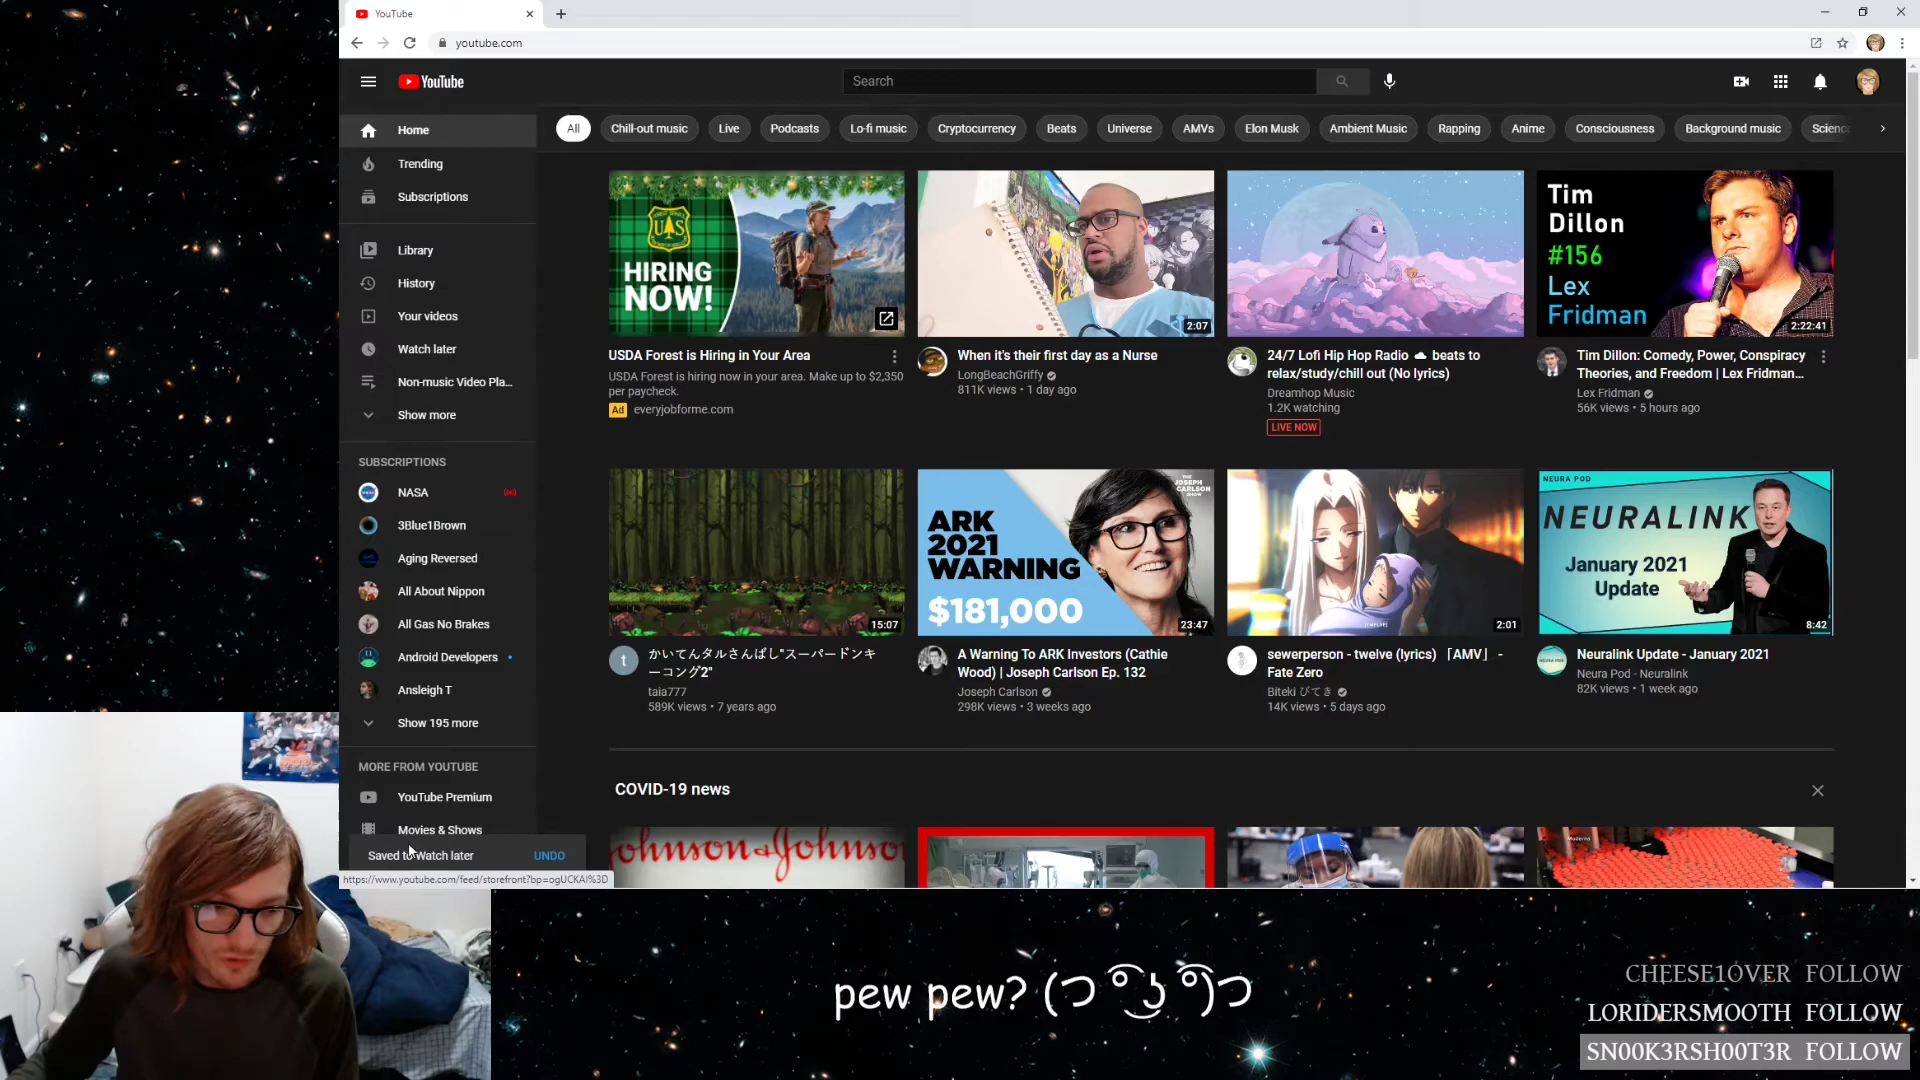 YouTube
youtube.com
YouTube
Search
Home
Trending
Subscriptions
Library
History
Your videos
Watch later
Non-music Video Pla...
Show more
SUBSCRIPTIONS
NASA
3Blue1Brown
Aging Reversed
All About Nippon
All Gas No Brakes
Android Developers
Ansleigh T
Show 195 more
MORE FROM YOUTUBE
YouTube Premium
Movies & Shows
Saved to Watch later UNDO
https://www.youtube.com/feed/storefront?bp=ogUCKAI%3D
All Chill-out music Live Podcasts Lo-fi music Cryptocurrency Beats Universe AMVs Elon Musk Ambient Music Rapping Anime Consciousness Background music Scienc
UAS
HIRING
NOW!
USDA Forest is Hiring in Your Area
USDA Forest is hiring now in your area. Make up to $2,350
per paycheck.
Ad everyjobforme.com
2:07
When it's their first day as a Nurse
LongBeachGriffy
811K views • 1 day ago
24/7 Lofi Hip Hop Radio ☁ beats to
relax/study/chill out (No lyrics)
Dreamhop Music
1.2K watching
LIVE NOW
Tim
Dillon
#156
Lex
Fridman
2:22:41
Tim Dillon: Comedy, Power, Conspiracy
Theories, and Freedom | Lex Fridman...
Lex Fridman
56K views • 5 hours ago
15:07
t
かいてんタルさんばし"スーパードンキ
ーコング2"
taia777
589K views • 7 years ago
THE
JOSEPH
CARLSON
SHOW
ARK
2021
WARNING
$181,000
23:47
A Warning To ARK Investors (Cathie
Wood) | Joseph Carlson Ep. 132
Joseph Carlson
298K views • 3 weeks ago
2:01
sewerperson - twelve (lyrics) 「AMV」 -
Fate Zero
Biteki びてき
14K views • 5 days ago
NEURA POD
NEURALINK
January 2021
Update
8:42
Neuralink Update - January 2021
Neura Pod - Neuralink
82K views • 1 week ago
COVID-19 news
Johnson & Johnson
Moderna
pew pew? (つ ͡° ͜ʖ ͡°)つ
CHEESE1OVER FOLLOW
LORIDERSMOOTH FOLLOW
SN00K3RSH00T3R FOLLOW